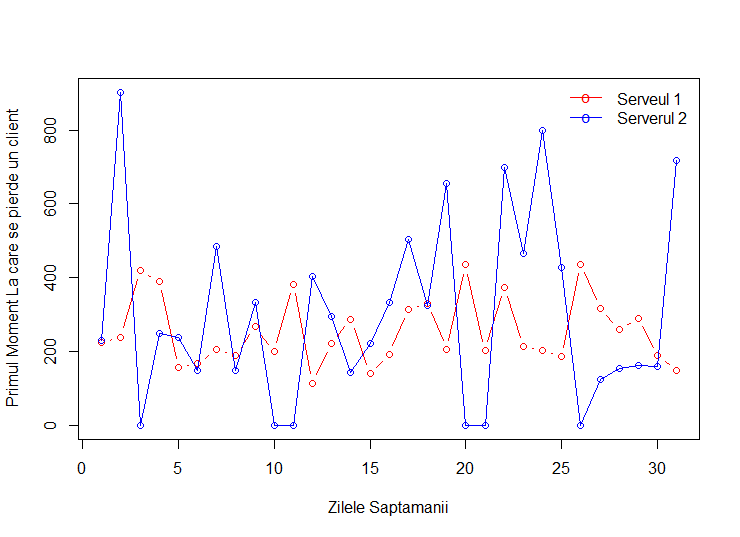 Serveul 1
Serverul 2
Primul Moment La care se pierde un client
800
600
400
200
0
0 5 10 15 20 25 30
Zilele Saptamanii